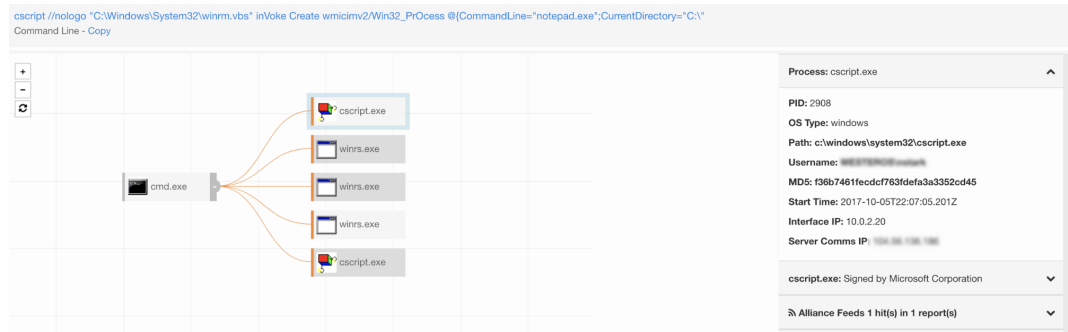 cscript //nologo "C:\Windows\System32\winrm.vbs" inVoke Create wmicimv2/Win32_PrOcess @{CommandLine="notepad.exe";CurrentDirectory="C:\"
Command Line - Copy
+
-
cmd.exe
cscript.exe
winrs.exe
winrs.exe
winrs.exe
cscript.exe
Process: cscript.exe
PID: 2908
OS Type: windows
Path: c:\windows\system32\cscript.exe
Username:
MD5: f36b7461fecdcf763fdefa3a3352cd45
Start Time: 2017-10-05T22:07:05.201Z
Interface IP: 10.0.2.20
Server Comms IP:
cscript.exe: Signed by Microsoft Corporation
Alliance Feeds 1 hit(s) in 1 report(s)